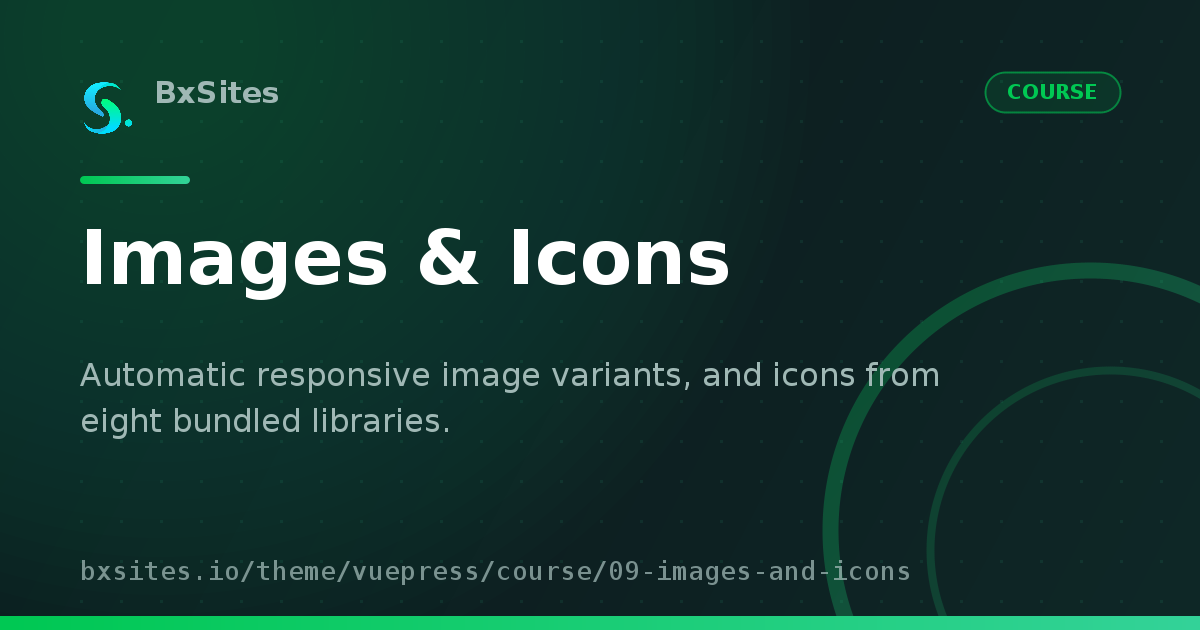 BxSites
COURSE
Images & Icons
Automatic responsive image variants, and icons from
eight bundled libraries.
bxsites.io/theme/vuepress/course/09-images-and-icons